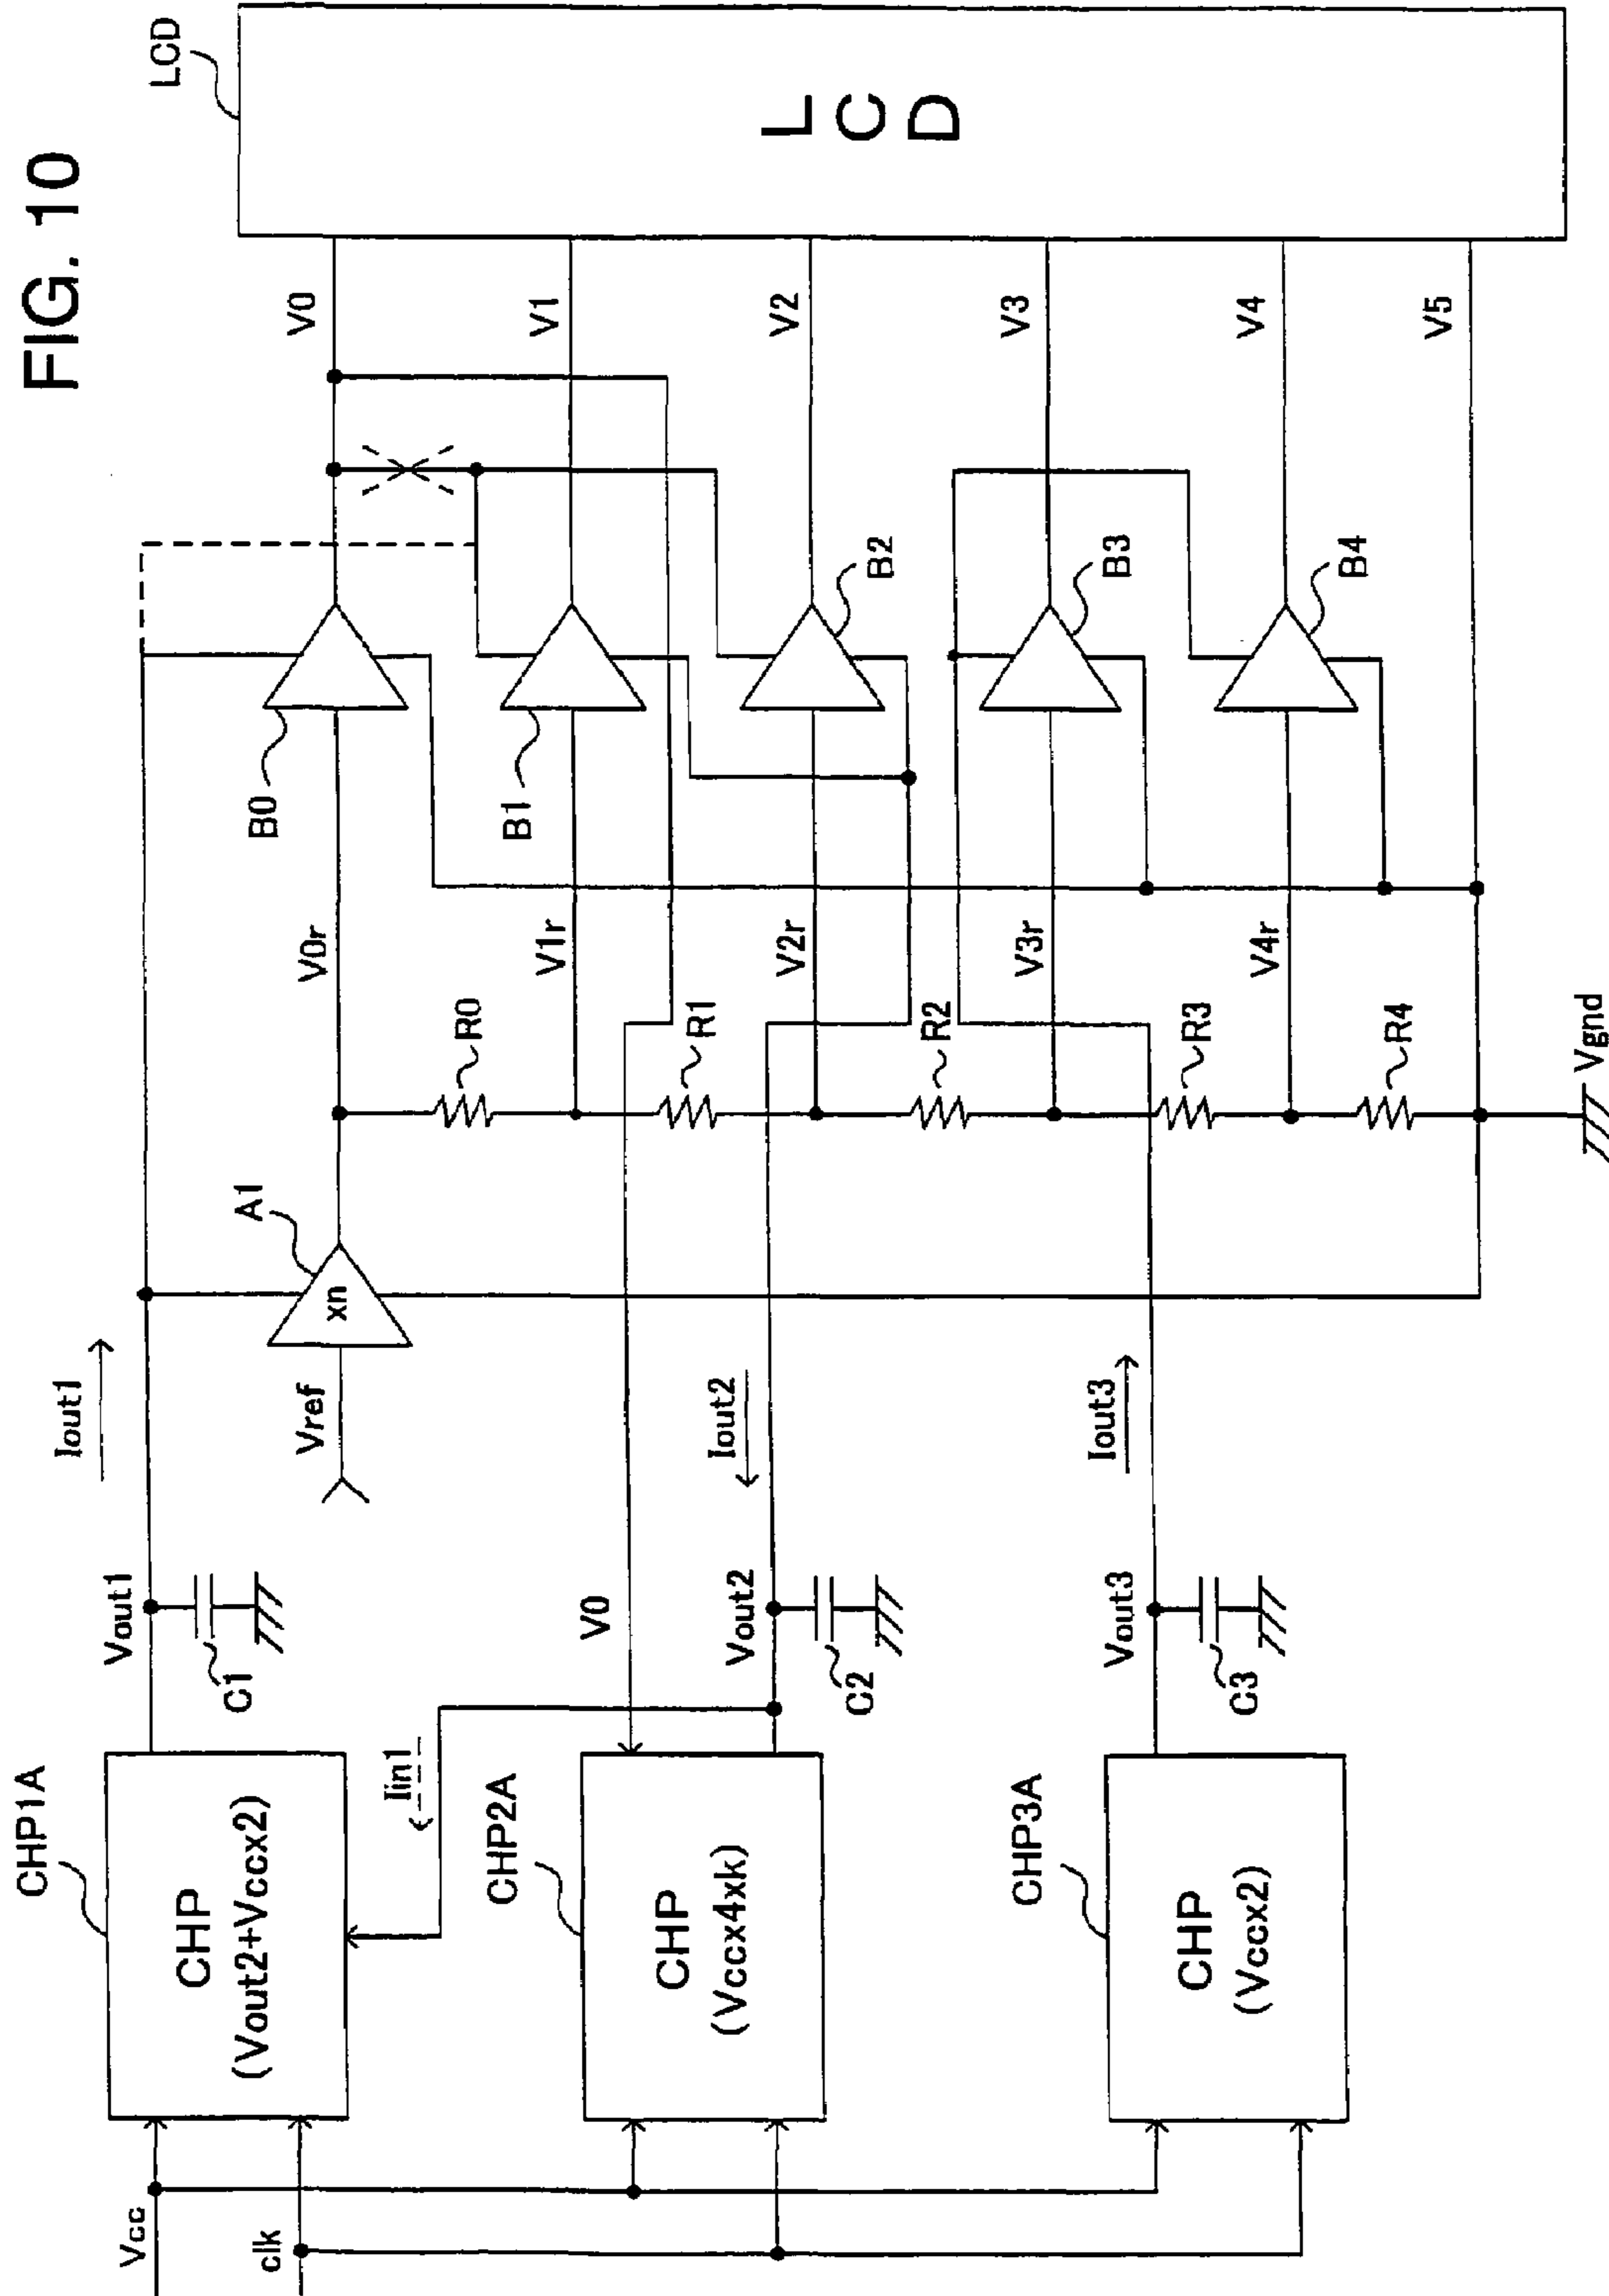 FIG. 10
LCD
L
C
D
V0
V1
V2
V3
V4
V5
B0
B1
B2
B3
B4
V0r
V1r
V2r
V3r
V4r
R0
R1
R2
R3
R4
Vgnd
A1
xn
Vref
Iout1
Iout2
Iout3
Vout1
C1
V0
Vout2
C2
Vout3
C3
Iin1
CHP1A
CHP
(Vout2+Vccx2)
CHP2A
CHP
(Vccx4xk)
CHP3A
CHP
(Vccx2)
Vcc
clk